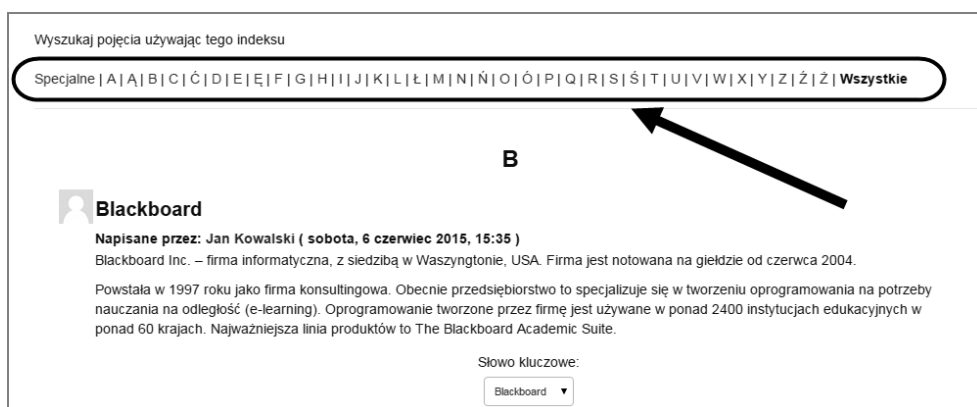 Wyszukaj pojęcia używając tego indeksu
Specjalne | A | Ą | B | C | Ć | D | E | Ę | F | G | H | I | J | K | L | Ł | M | N | Ń | O | Ó | P | Q | R | S | Ś | T | U | V | W | X | Y | Z | Ź | Ż | Wszystkie
B
Blackboard
Napisane przez: Jan Kowalski ( sobota, 6 czerwiec 2015, 15:35 )
Blackboard Inc. – firma informatyczna, z siedzibą w Waszyngtonie, USA. Firma jest notowana na giełdzie od czerwca 2004.
Powstała w 1997 roku jako firma konsultingowa. Obecnie przedsiębiorstwo to specjalizuje się w tworzeniu oprogramowania na potrzeby
nauczania na odległość (e-learning). Oprogramowanie tworzone przez firmę jest używane w ponad 2400 instytucjach edukacyjnych w
ponad 60 krajach. Najważniejsza linia produktów to The Blackboard Academic Suite.
Słowo kluczowe:
Blackboard